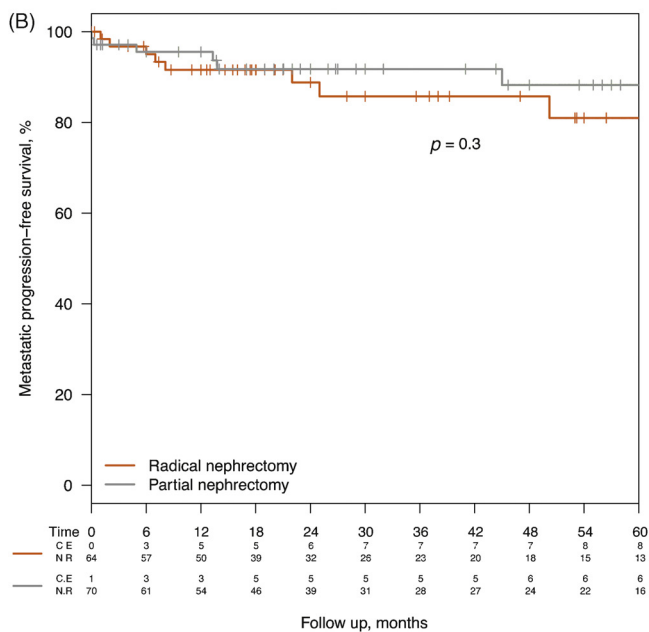 (B)
Metastatic progression–free survival, %
100
80
60
40
20
0
p = 0.3
Radical nephrectomy
Partial nephrectomy
Time 0 6 12 18 24 30 36 42 48 54 60
C E 0 3 5 5 6 7 7 7 7 8 8
N R 64 57 50 39 32 26 23 20 18 15 13
C.E 1 3 3 5 5 5 5 5 6 6 6
N.R 70 61 54 46 39 31 28 27 24 22 16
Follow up, months